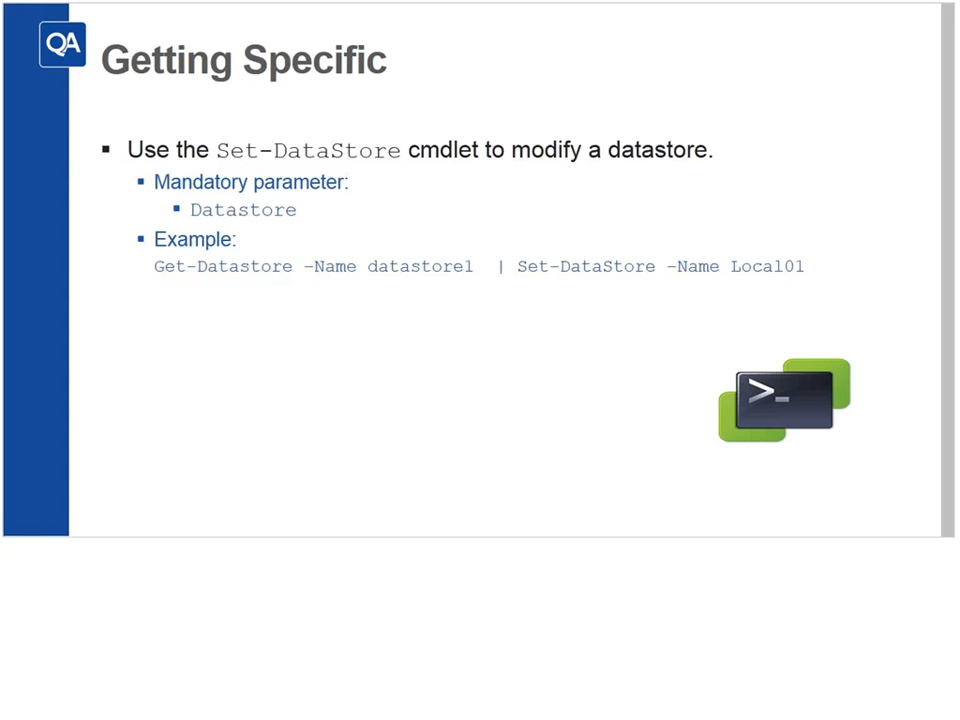 QA
Getting Specific
▪ Use the Set-DataStore cmdlet to modify a datastore.
▪ Mandatory parameter:
▪ Datastore
▪ Example:
Get-Datastore –Name datastore1 | Set-DataStore –Name Local01
>_